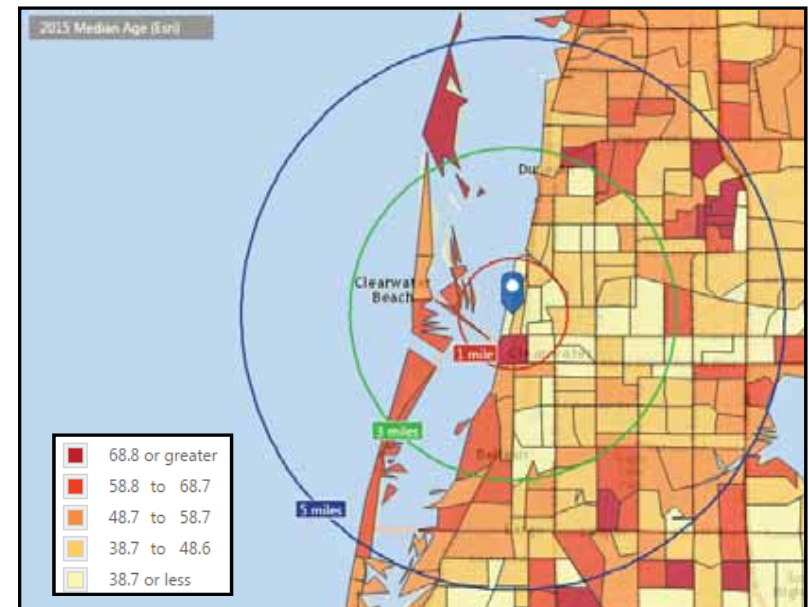 2015 Median Age (Esri)
Clearwater
Beach
1 mile
Clearwater
3 miles
5 miles
68.8 or greater
58.8 to 68.7
48.7 to 58.7
38.7 to 48.6
38.7 or less